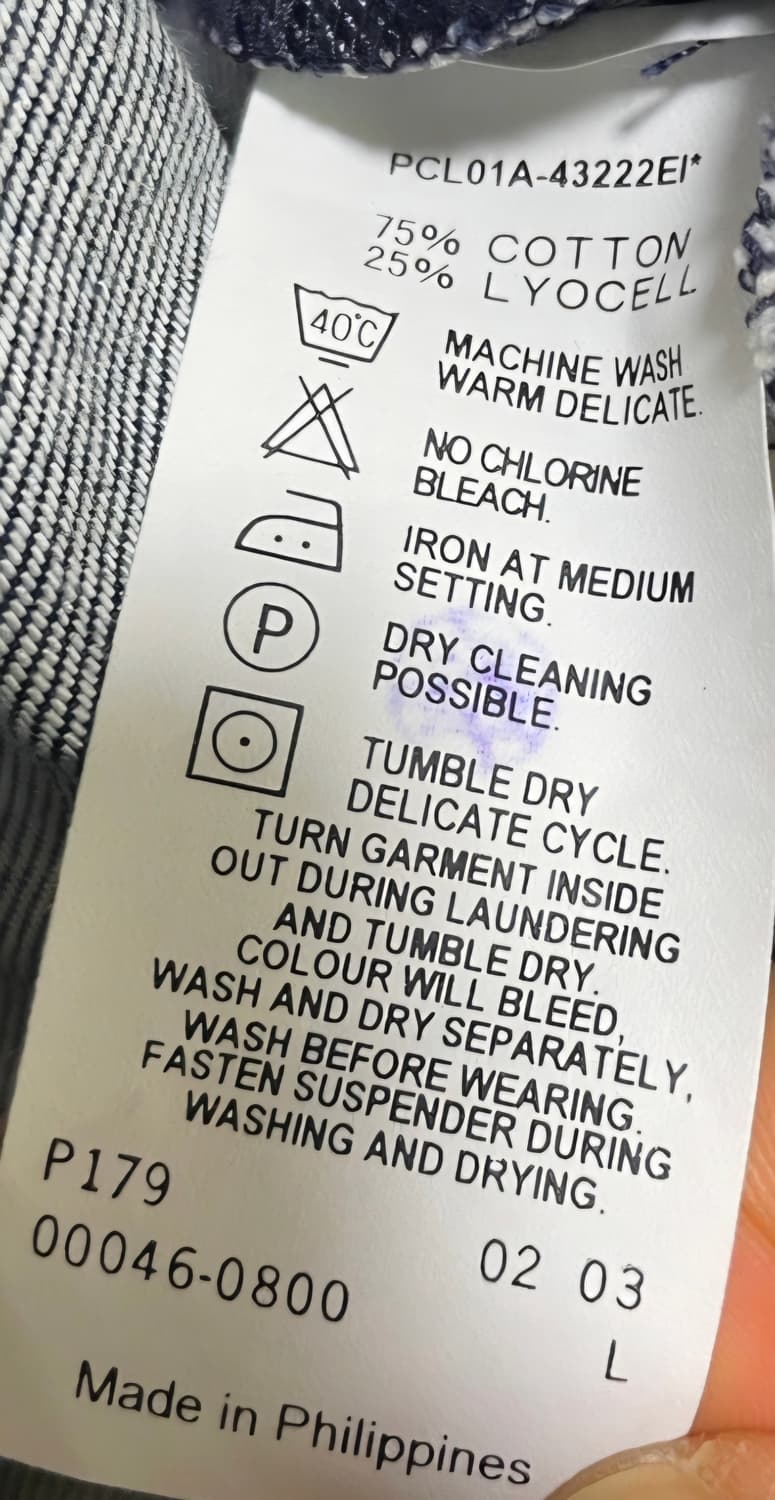 PCL01A-43222EI*
75% COTTON
25% LYOCELL
40°C
MACHINE WASH
WARM DELICATE.
NO CHLORINE
BLEACH.
IRON AT MEDIUM
SETTING.
P
DRY CLEANING
POSSIBLE.
TUMBLE DRY
DELICATE CYCLE.
TURN GARMENT INSIDE
OUT DURING LAUNDERING
AND TUMBLE DRY.
COLOUR WILL BLEED,
WASH AND DRY SEPARATELY,
WASH BEFORE WEARING.
FASTEN SUSPENDER DURING
WASHING AND DRYING.
P179
00046-0800 02 03
L
Made in Philippines